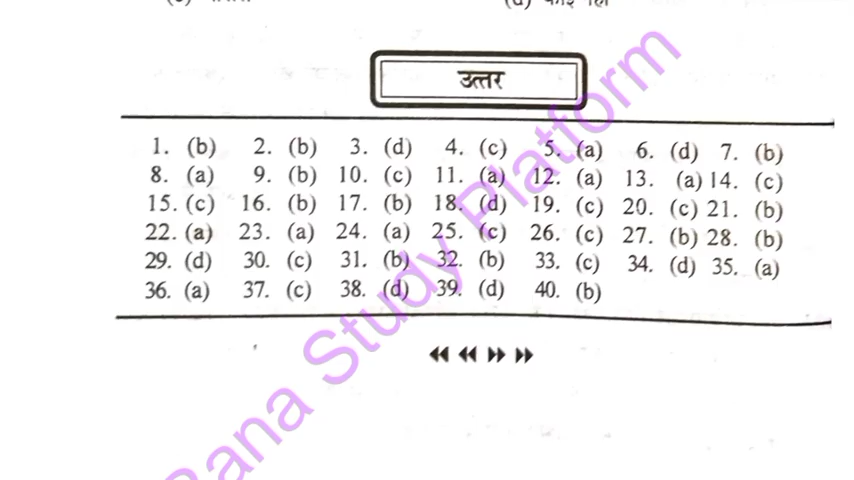 (d) कोई नहीं
उत्तर
1. (b) 2. (b) 3. (d) 4. (c) 5. (a) 6. (d) 7. (b)
8. (a) 9. (b) 10. (c) 11. (a) 12. (a) 13. (a) 14. (c)
15. (c) 16. (b) 17. (b) 18. (d) 19. (c) 20. (c) 21. (b)
22. (a) 23. (a) 24. (a) 25. (c) 26. (c) 27. (b) 28. (b)
29. (d) 30. (c) 31. (b) 32. (b) 33. (c) 34. (d) 35. (a)
36. (a) 37. (c) 38. (d) 39. (d) 40. (b)
Rana Study Platform